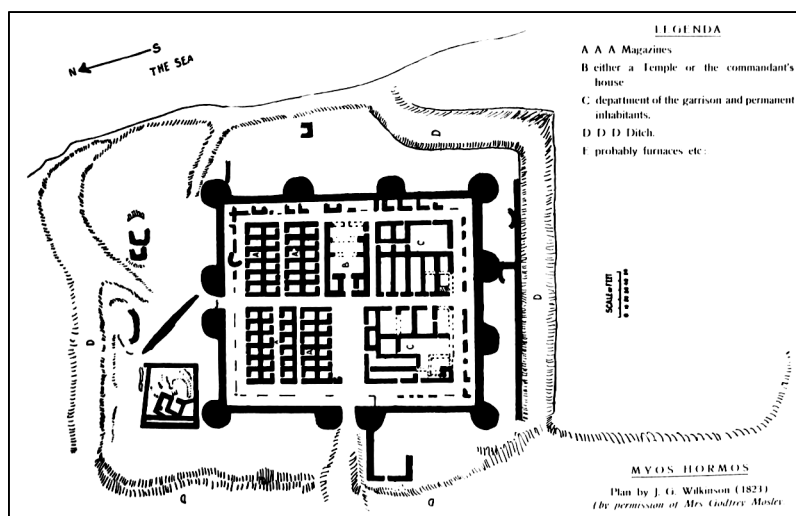 N
S
THE SEA
LEGENDA
A A A Magazines
B either a Temple or the commandant's
house
C department of the garrison and permanent
inhabitants.
D D D Ditch.
E probably furnaces etc:
D
D
D
D
D
B
C
C
SCALE of FEET
MYOS HORMOS
Plan by J. G. Wilkinson (1823)
(by permission of Mrs Godfrey Mosley